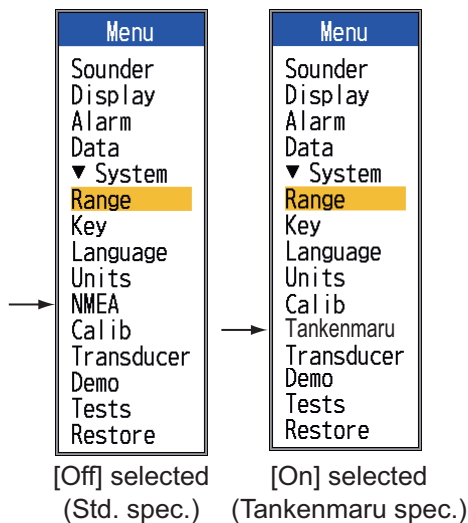 Menu
Sounder
Display
Alarm
Data
▼ System
Range
Key
Language
Units
NMEA
Calib
Transducer
Demo
Tests
Restore
[Off] selected
(Std. spec.)
Menu
Sounder
Display
Alarm
Data
▼ System
Range
Key
Language
Units
Calib
Tankenmaru
Transducer
Demo
Tests
Restore
[On] selected
(Tankenmaru spec.)